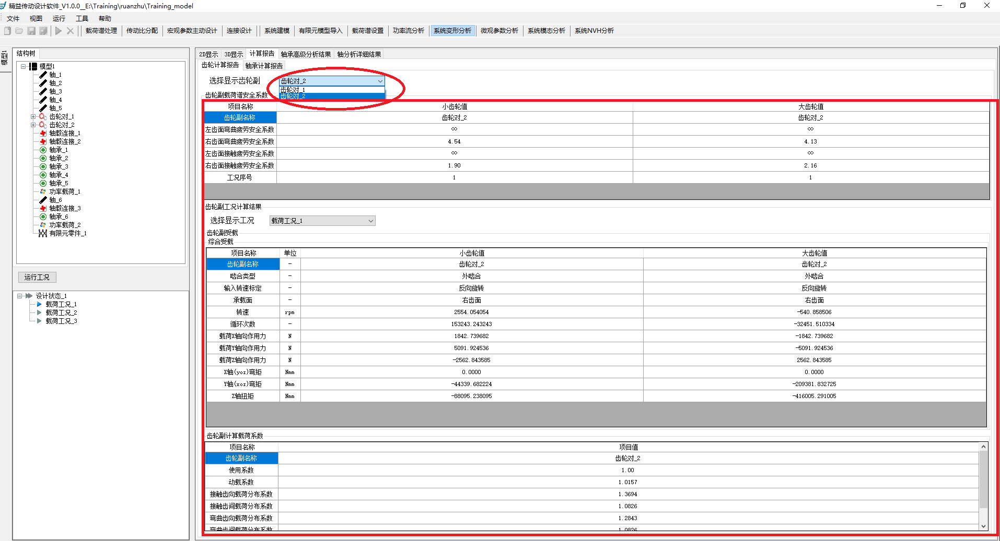 精益传动设计软件_V1.0.0__E:\Training\ruanzhu\Training_model
文件 视图 运行 工具 帮助
载荷谱处理 传动比分配 宏观参数主动设计 连接设计 系统建模 有限元模型导入 载荷谱设置 功率流分析 系统变形分析 微观参数分析 系统模态分析 系统NVH分析
模型1
结构树
模型1
轴_1
轴_2
轴_3
轴_4
轴_5
齿轮对_1
齿轮对_2
轴毂连接_1
轴毂连接_2
轴承_1
轴承_2
轴承_3
轴承_4
轴承_5
功率载荷_1
轴_6
轴毂连接_3
轴承_6
功率载荷_2
有限元零件_1
运行工况
设计状态_1
载荷工况_1
载荷工况_2
载荷工况_3
2D显示 3D显示 计算报告 轴承高级分析结果 轴分析详细结果
齿轮计算报告 轴承计算报告
选择显示齿轮副 齿轮对_2
齿轮对_1
齿轮对_2
齿轮副载荷谱安全系数
项目名称 小齿轮值 大齿轮值
齿轮副名称 齿轮对_2 齿轮对_2
左齿面弯曲疲劳安全系数 ∞ ∞
右齿面弯曲疲劳安全系数 4.54 4.13
左齿面接触疲劳安全系数 ∞ ∞
右齿面接触疲劳安全系数 1.90 2.16
工况序号 1 1
齿轮副工况计算结果
选择显示工况 载荷工况_1
齿轮副受载
综合受载
项目名称 单位 小齿轮值 大齿轮值
齿轮副名称 - 齿轮对_2 齿轮对_2
啮合类型 - 外啮合 外啮合
输入转速标定 - 反向旋转 反向旋转
承载面 - 右齿面 右齿面
转速 rpm 2554.054054 -540.858506
循环次数 - 153243.243243 -32451.510334
载荷X轴向作用力 N 1842.739682 -1842.739682
载荷Y轴向作用力 N 5091.924536 -5091.924536
载荷Z轴向作用力 N -2562.843585 2562.843585
X轴(yoz)弯矩 Nmm 0.0000 0.0000
Y轴(xoz)弯矩 Nmm -44339.682224 -209381.832725
Z轴扭矩 Nmm -88095.238095 -416005.291005
齿轮副计算载荷系数
项目名称 项目值
齿轮副名称 齿轮对_2
使用系数 1.00
动载系数 1.0157
接触齿向载荷分布系数 1.3694
接触齿间载荷分布系数 1.0826
弯曲齿向载荷分布系数 1.2843
弯曲齿间载荷分布系数 1.0826